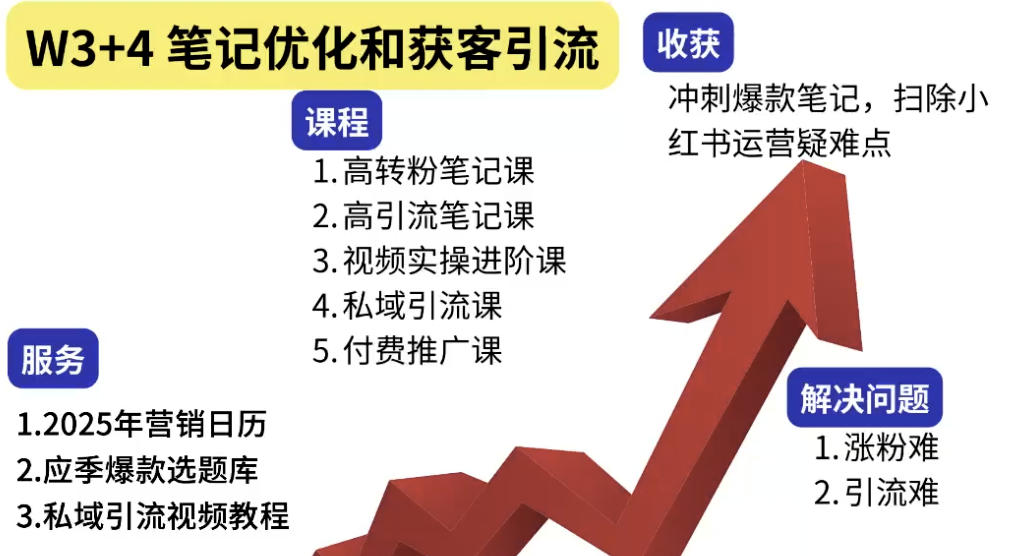 W3+4 笔记优化和获客引流
收获
冲刺爆款笔记，扫除小
红书运营疑难点
课程
1.高转粉笔记课
2.高引流笔记课
3.视频实操进阶课
4.私域引流课
5.付费推广课
服务
1.2025年营销日历
2.应季爆款选题库
3.私域引流视频教程
解决问题
1.涨粉难
2.引流难